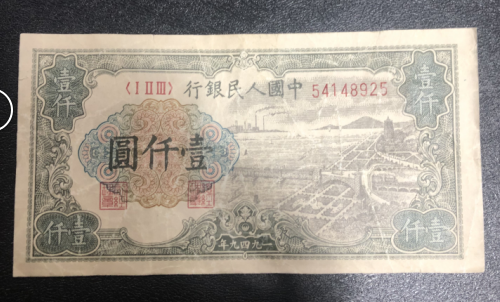 壹仟 壹仟
〈I II III〉 行銀民人國中 54148925
圓仟壹
仟壹 壹仟
年九四九一